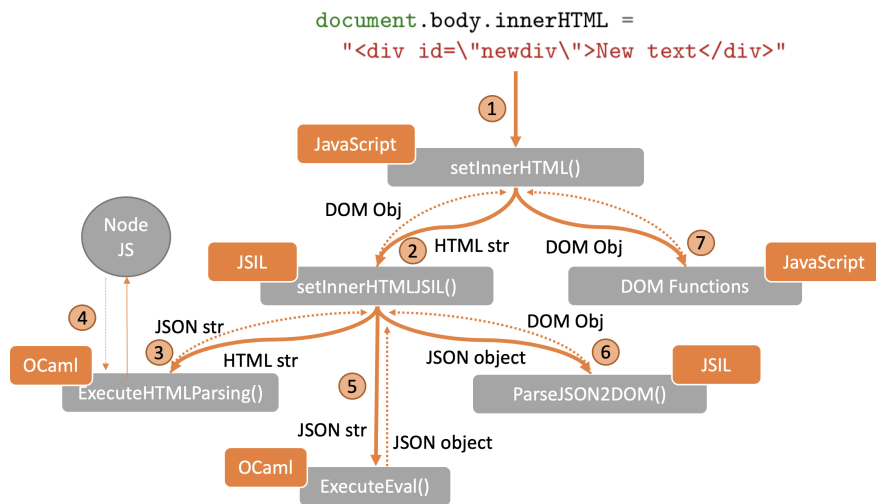 document.body.innerHTML =
"<div id=\"newdiv\">New text</div>"
1
JavaScript
setInnerHTML()
DOM Obj
Node
JS
2
HTML str
DOM Obj
7
JSIL
setInnerHTMLJSIL()
JavaScript
DOM Functions
4
JSON str
DOM Obj
3
HTML str
JSON object
6
OCaml
ExecuteHTMLParsing()
5
JSIL
ParseJSON2DOM()
JSON str
JSON object
OCaml
ExecuteEval()